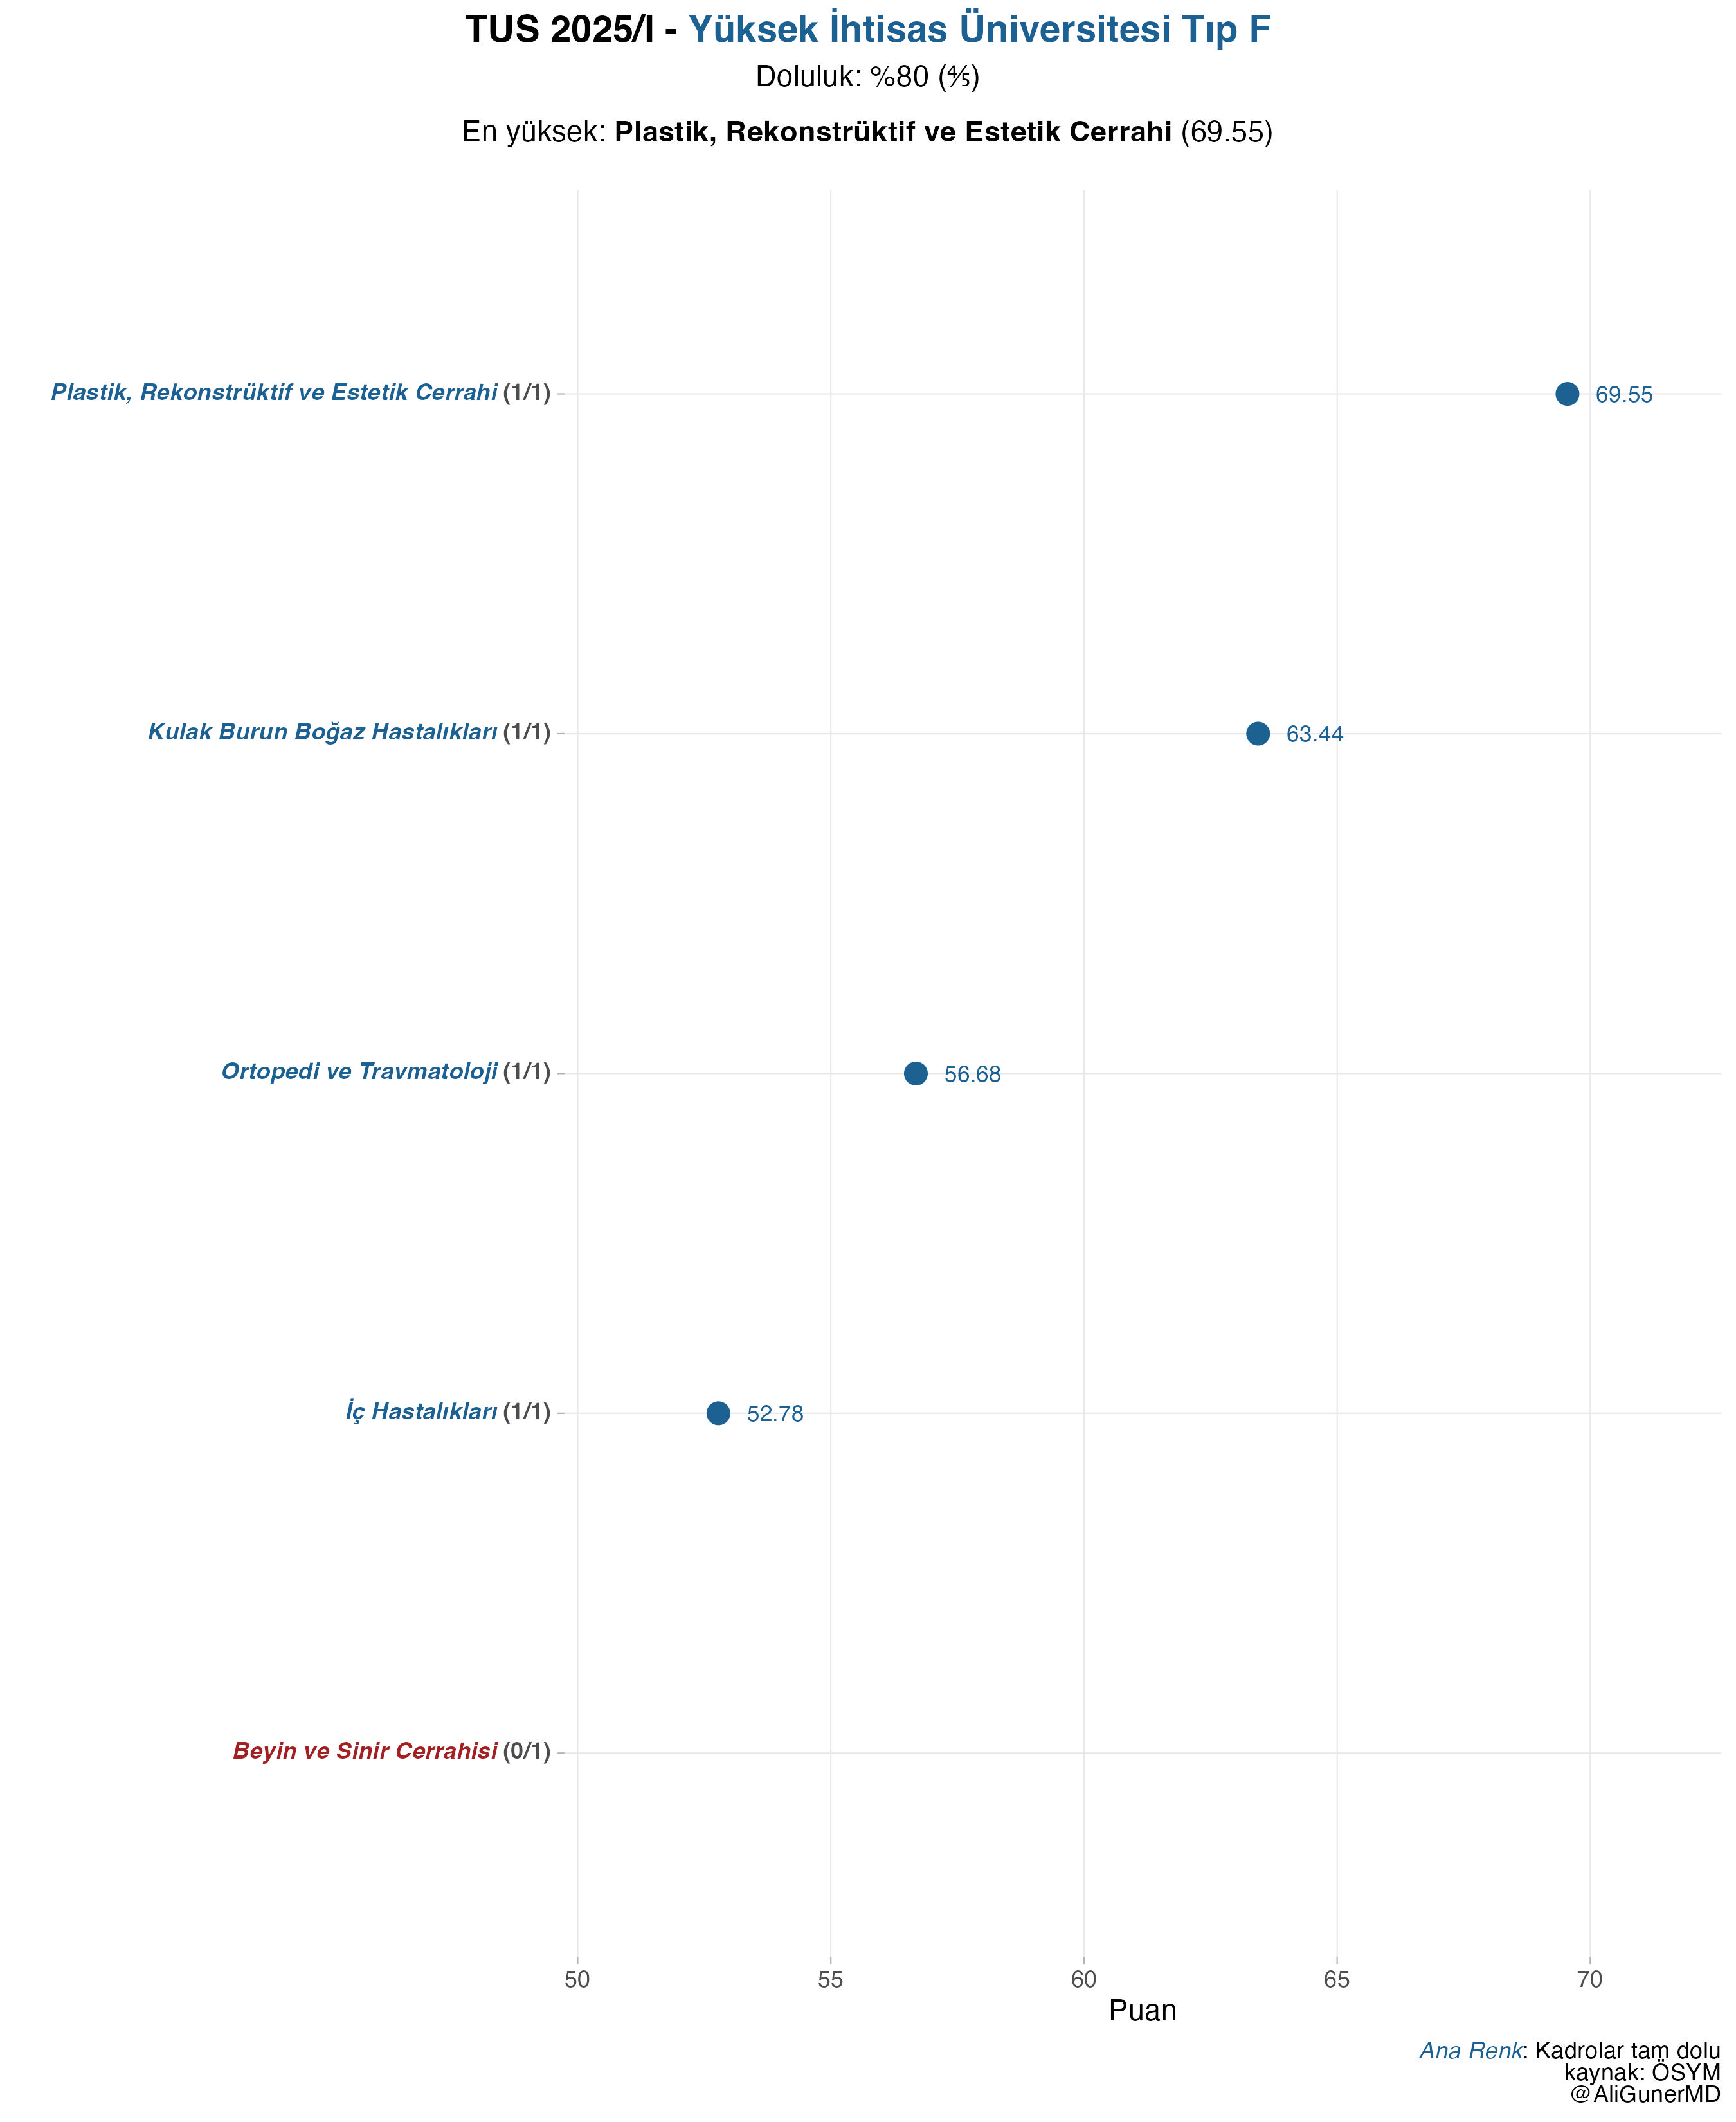 TUS 2025/I - Yüksek İhtisas Üniversitesi Tıp F
Doluluk: %80 (⅘)
En yüksek: Plastik, Rekonstrüktif ve Estetik Cerrahi (69.55)
Plastik, Rekonstrüktif ve Estetik Cerrahi (1/1)
69.55
Kulak Burun Boğaz Hastalıkları (1/1)
63.44
Ortopedi ve Travmatoloji (1/1)
56.68
İç Hastalıkları (1/1)
52.78
Beyin ve Sinir Cerrahisi (0/1)
50 55 60 65 70
Puan
Ana Renk: Kadrolar tam dolu
kaynak: ÖSYM
@AliGunerMD